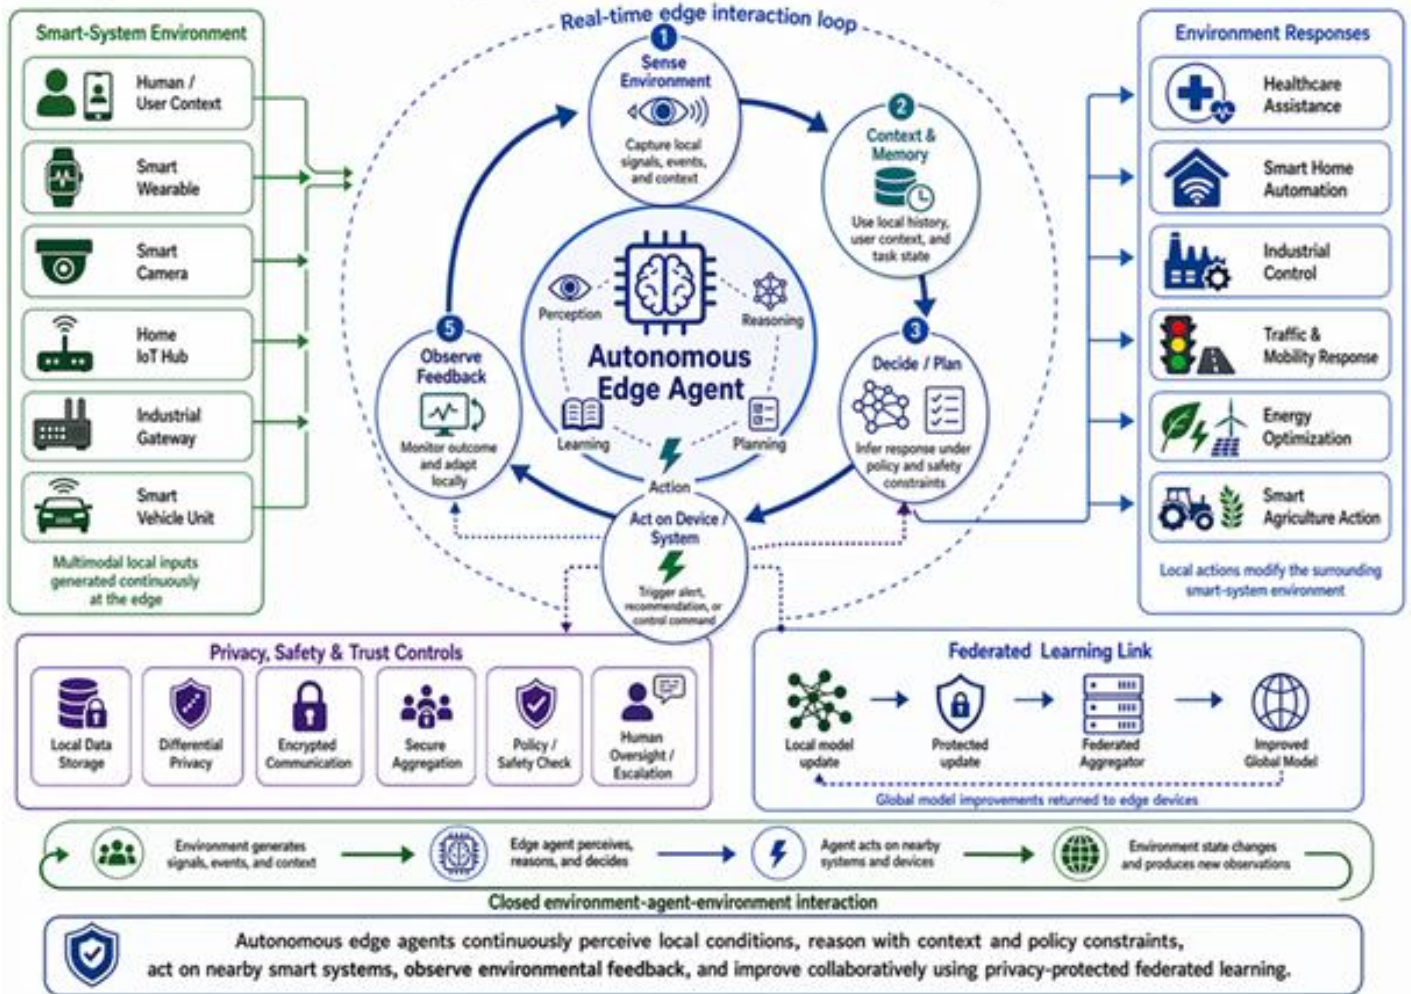 Real-time edge interaction loop
Smart-System Environment
Human /
User Context
Smart
Wearable
Smart
Camera
Home
IoT Hub
Industrial
Gateway
Smart
Vehicle Unit
Multimodal local inputs
generated continuously
at the edge
1
Sense
Environment
Capture local
signals, events,
and context
2
Context &
Memory
Use local history,
user context, and
task state
3
Decide / Plan
Infer response under
policy and safety
constraints
Act on Device /
System
Trigger alert,
recommendation, or
control command
5
Observe
Feedback
Monitor outcome
and adapt
locally
Perception
Reasoning
Autonomous
Edge Agent
Learning
Planning
Action
Environment Responses
Healthcare
Assistance
Smart Home
Automation
Industrial
Control
Traffic &
Mobility Response
Energy
Optimization
Smart
Agriculture Action
Local actions modify the surrounding
smart-system environment
Privacy, Safety & Trust Controls
Local Data
Storage
Differential
Privacy
Encrypted
Communication
Secure
Aggregation
Policy /
Safety Check
Human
Oversight /
Escalation
Federated Learning Link
Local model
update
Protected
update
Federated
Aggregator
Improved
Global Model
Global model improvements returned to edge devices
Environment generates
signals, events, and context
Edge agent perceives,
reasons, and decides
Agent acts on nearby
systems and devices
Environment state changes
and produces new observations
Closed environment-agent-environment interaction
Autonomous edge agents continuously perceive local conditions, reason with context and policy constraints,
act on nearby smart systems, observe environmental feedback, and improve collaboratively using privacy-protected federated learning.